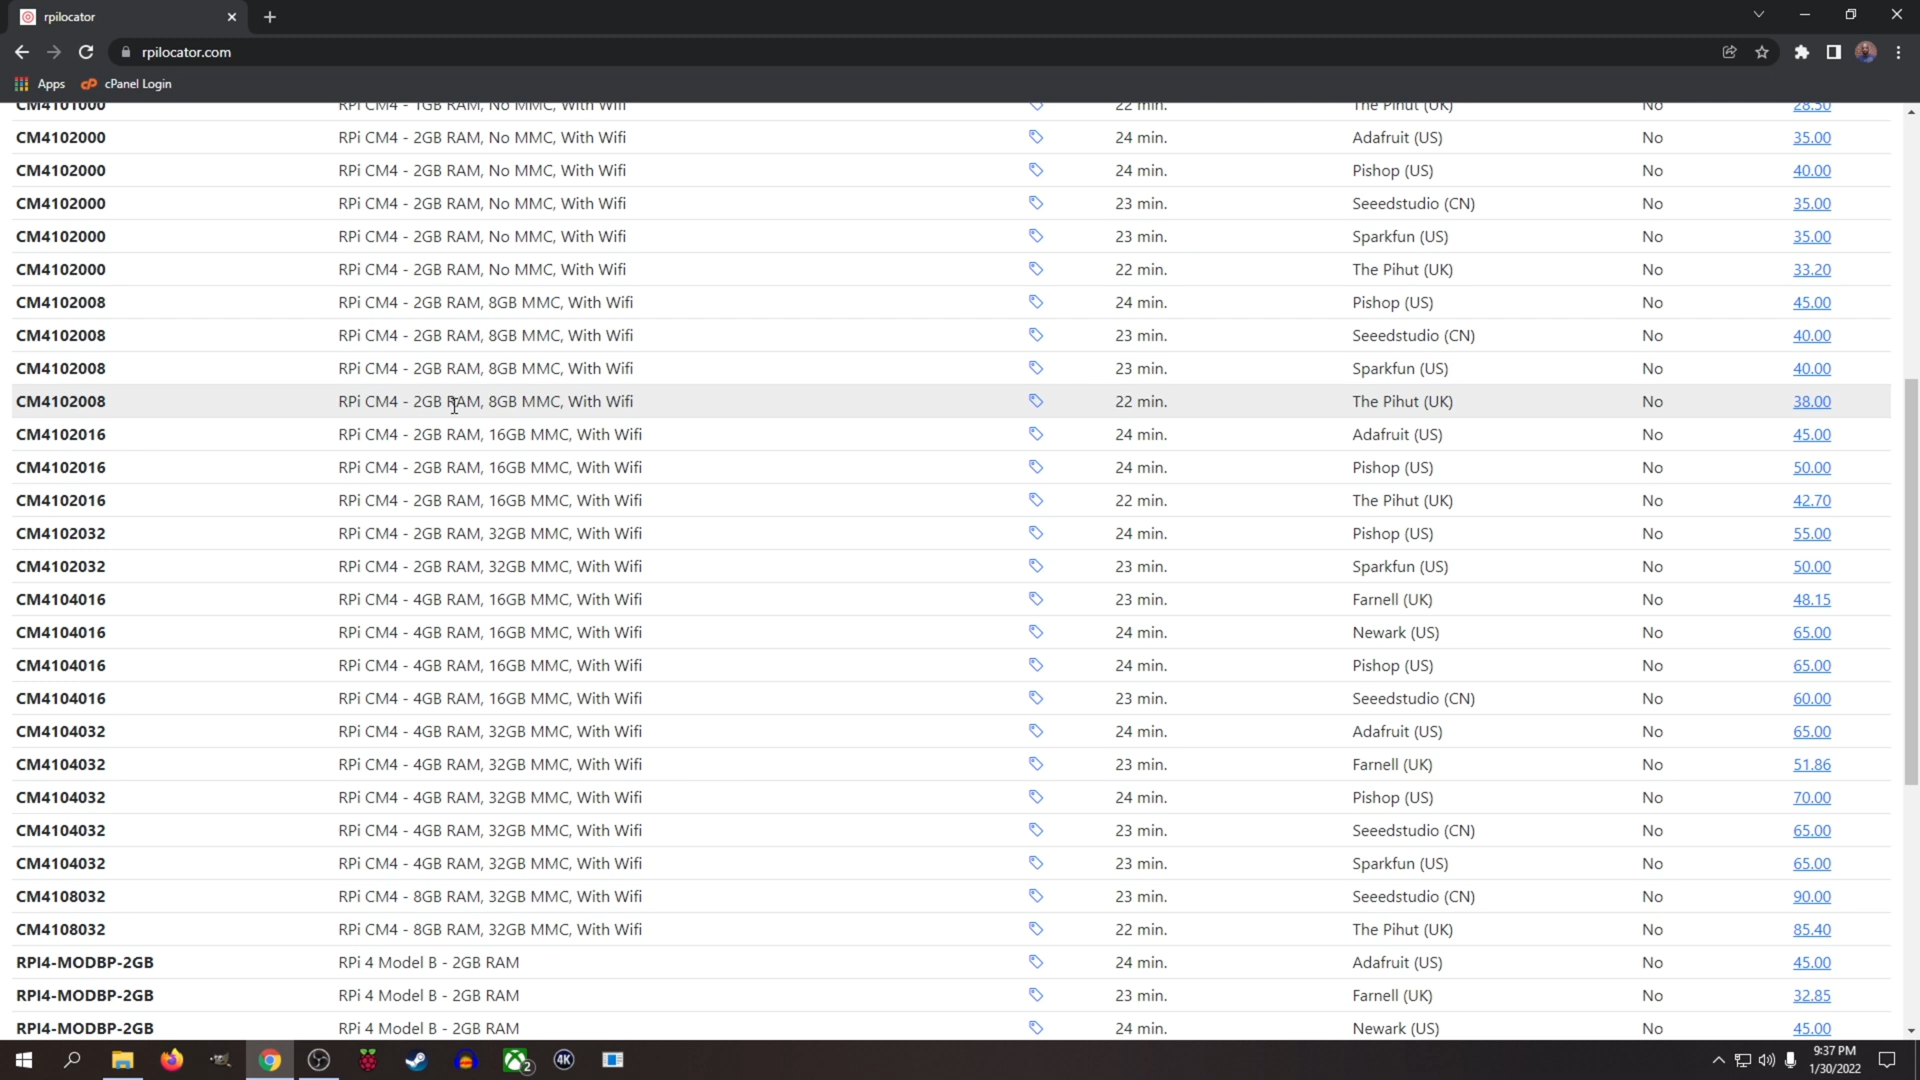 rpilocator
rpilocator.com
Apps cPanel Login
CM4101000 RPi CM4 - 1GB RAM, No MMC, With Wifi 22 min. The Pihut (UK) No 28.50
CM4102000 RPi CM4 - 2GB RAM, No MMC, With Wifi 24 min. Adafruit (US) No 35.00
CM4102000 RPi CM4 - 2GB RAM, No MMC, With Wifi 24 min. Pishop (US) No 40.00
CM4102000 RPi CM4 - 2GB RAM, No MMC, With Wifi 23 min. Seeedstudio (CN) No 35.00
CM4102000 RPi CM4 - 2GB RAM, No MMC, With Wifi 23 min. Sparkfun (US) No 35.00
CM4102000 RPi CM4 - 2GB RAM, No MMC, With Wifi 22 min. The Pihut (UK) No 33.20
CM4102008 RPi CM4 - 2GB RAM, 8GB MMC, With Wifi 24 min. Pishop (US) No 45.00
CM4102008 RPi CM4 - 2GB RAM, 8GB MMC, With Wifi 23 min. Seeedstudio (CN) No 40.00
CM4102008 RPi CM4 - 2GB RAM, 8GB MMC, With Wifi 23 min. Sparkfun (US) No 40.00
CM4102008 RPi CM4 - 2GB RAM, 8GB MMC, With Wifi 22 min. The Pihut (UK) No 38.00
CM4102016 RPi CM4 - 2GB RAM, 16GB MMC, With Wifi 24 min. Adafruit (US) No 45.00
CM4102016 RPi CM4 - 2GB RAM, 16GB MMC, With Wifi 24 min. Pishop (US) No 50.00
CM4102016 RPi CM4 - 2GB RAM, 16GB MMC, With Wifi 22 min. The Pihut (UK) No 42.70
CM4102032 RPi CM4 - 2GB RAM, 32GB MMC, With Wifi 24 min. Pishop (US) No 55.00
CM4102032 RPi CM4 - 2GB RAM, 32GB MMC, With Wifi 23 min. Sparkfun (US) No 50.00
CM4104016 RPi CM4 - 4GB RAM, 16GB MMC, With Wifi 23 min. Farnell (UK) No 48.15
CM4104016 RPi CM4 - 4GB RAM, 16GB MMC, With Wifi 24 min. Newark (US) No 65.00
CM4104016 RPi CM4 - 4GB RAM, 16GB MMC, With Wifi 24 min. Pishop (US) No 65.00
CM4104016 RPi CM4 - 4GB RAM, 16GB MMC, With Wifi 23 min. Seeedstudio (CN) No 60.00
CM4104032 RPi CM4 - 4GB RAM, 32GB MMC, With Wifi 24 min. Adafruit (US) No 65.00
CM4104032 RPi CM4 - 4GB RAM, 32GB MMC, With Wifi 23 min. Farnell (UK) No 51.86
CM4104032 RPi CM4 - 4GB RAM, 32GB MMC, With Wifi 24 min. Pishop (US) No 70.00
CM4104032 RPi CM4 - 4GB RAM, 32GB MMC, With Wifi 23 min. Seeedstudio (CN) No 65.00
CM4104032 RPi CM4 - 4GB RAM, 32GB MMC, With Wifi 23 min. Sparkfun (US) No 65.00
CM4108032 RPi CM4 - 8GB RAM, 32GB MMC, With Wifi 23 min. Seeedstudio (CN) No 90.00
CM4108032 RPi CM4 - 8GB RAM, 32GB MMC, With Wifi 22 min. The Pihut (UK) No 85.40
RPI4-MODBP-2GB RPi 4 Model B - 2GB RAM 24 min. Adafruit (US) No 45.00
RPI4-MODBP-2GB RPi 4 Model B - 2GB RAM 23 min. Farnell (UK) No 32.85
RPI4-MODBP-2GB RPi 4 Model B - 2GB RAM 24 min. Newark (US) No 45.00
2 4K 9:37 PM
1/30/2022